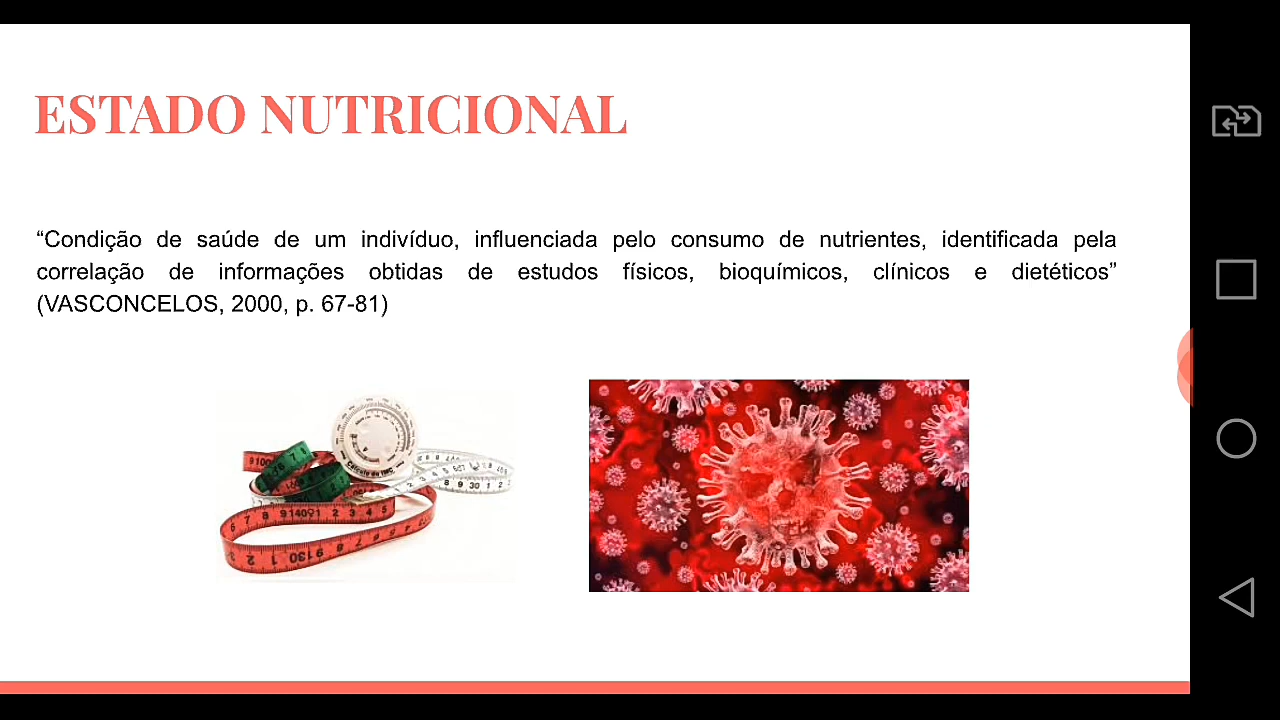 ESTADO NUTRICIONAL
“Condição de saúde de um indivíduo, influenciada pelo consumo de nutrientes, identificada pela
correlação de informações obtidas de estudos físicos, bioquímicos, clínicos e dietéticos”
(VASCONCELOS, 2000, p. 67-81)